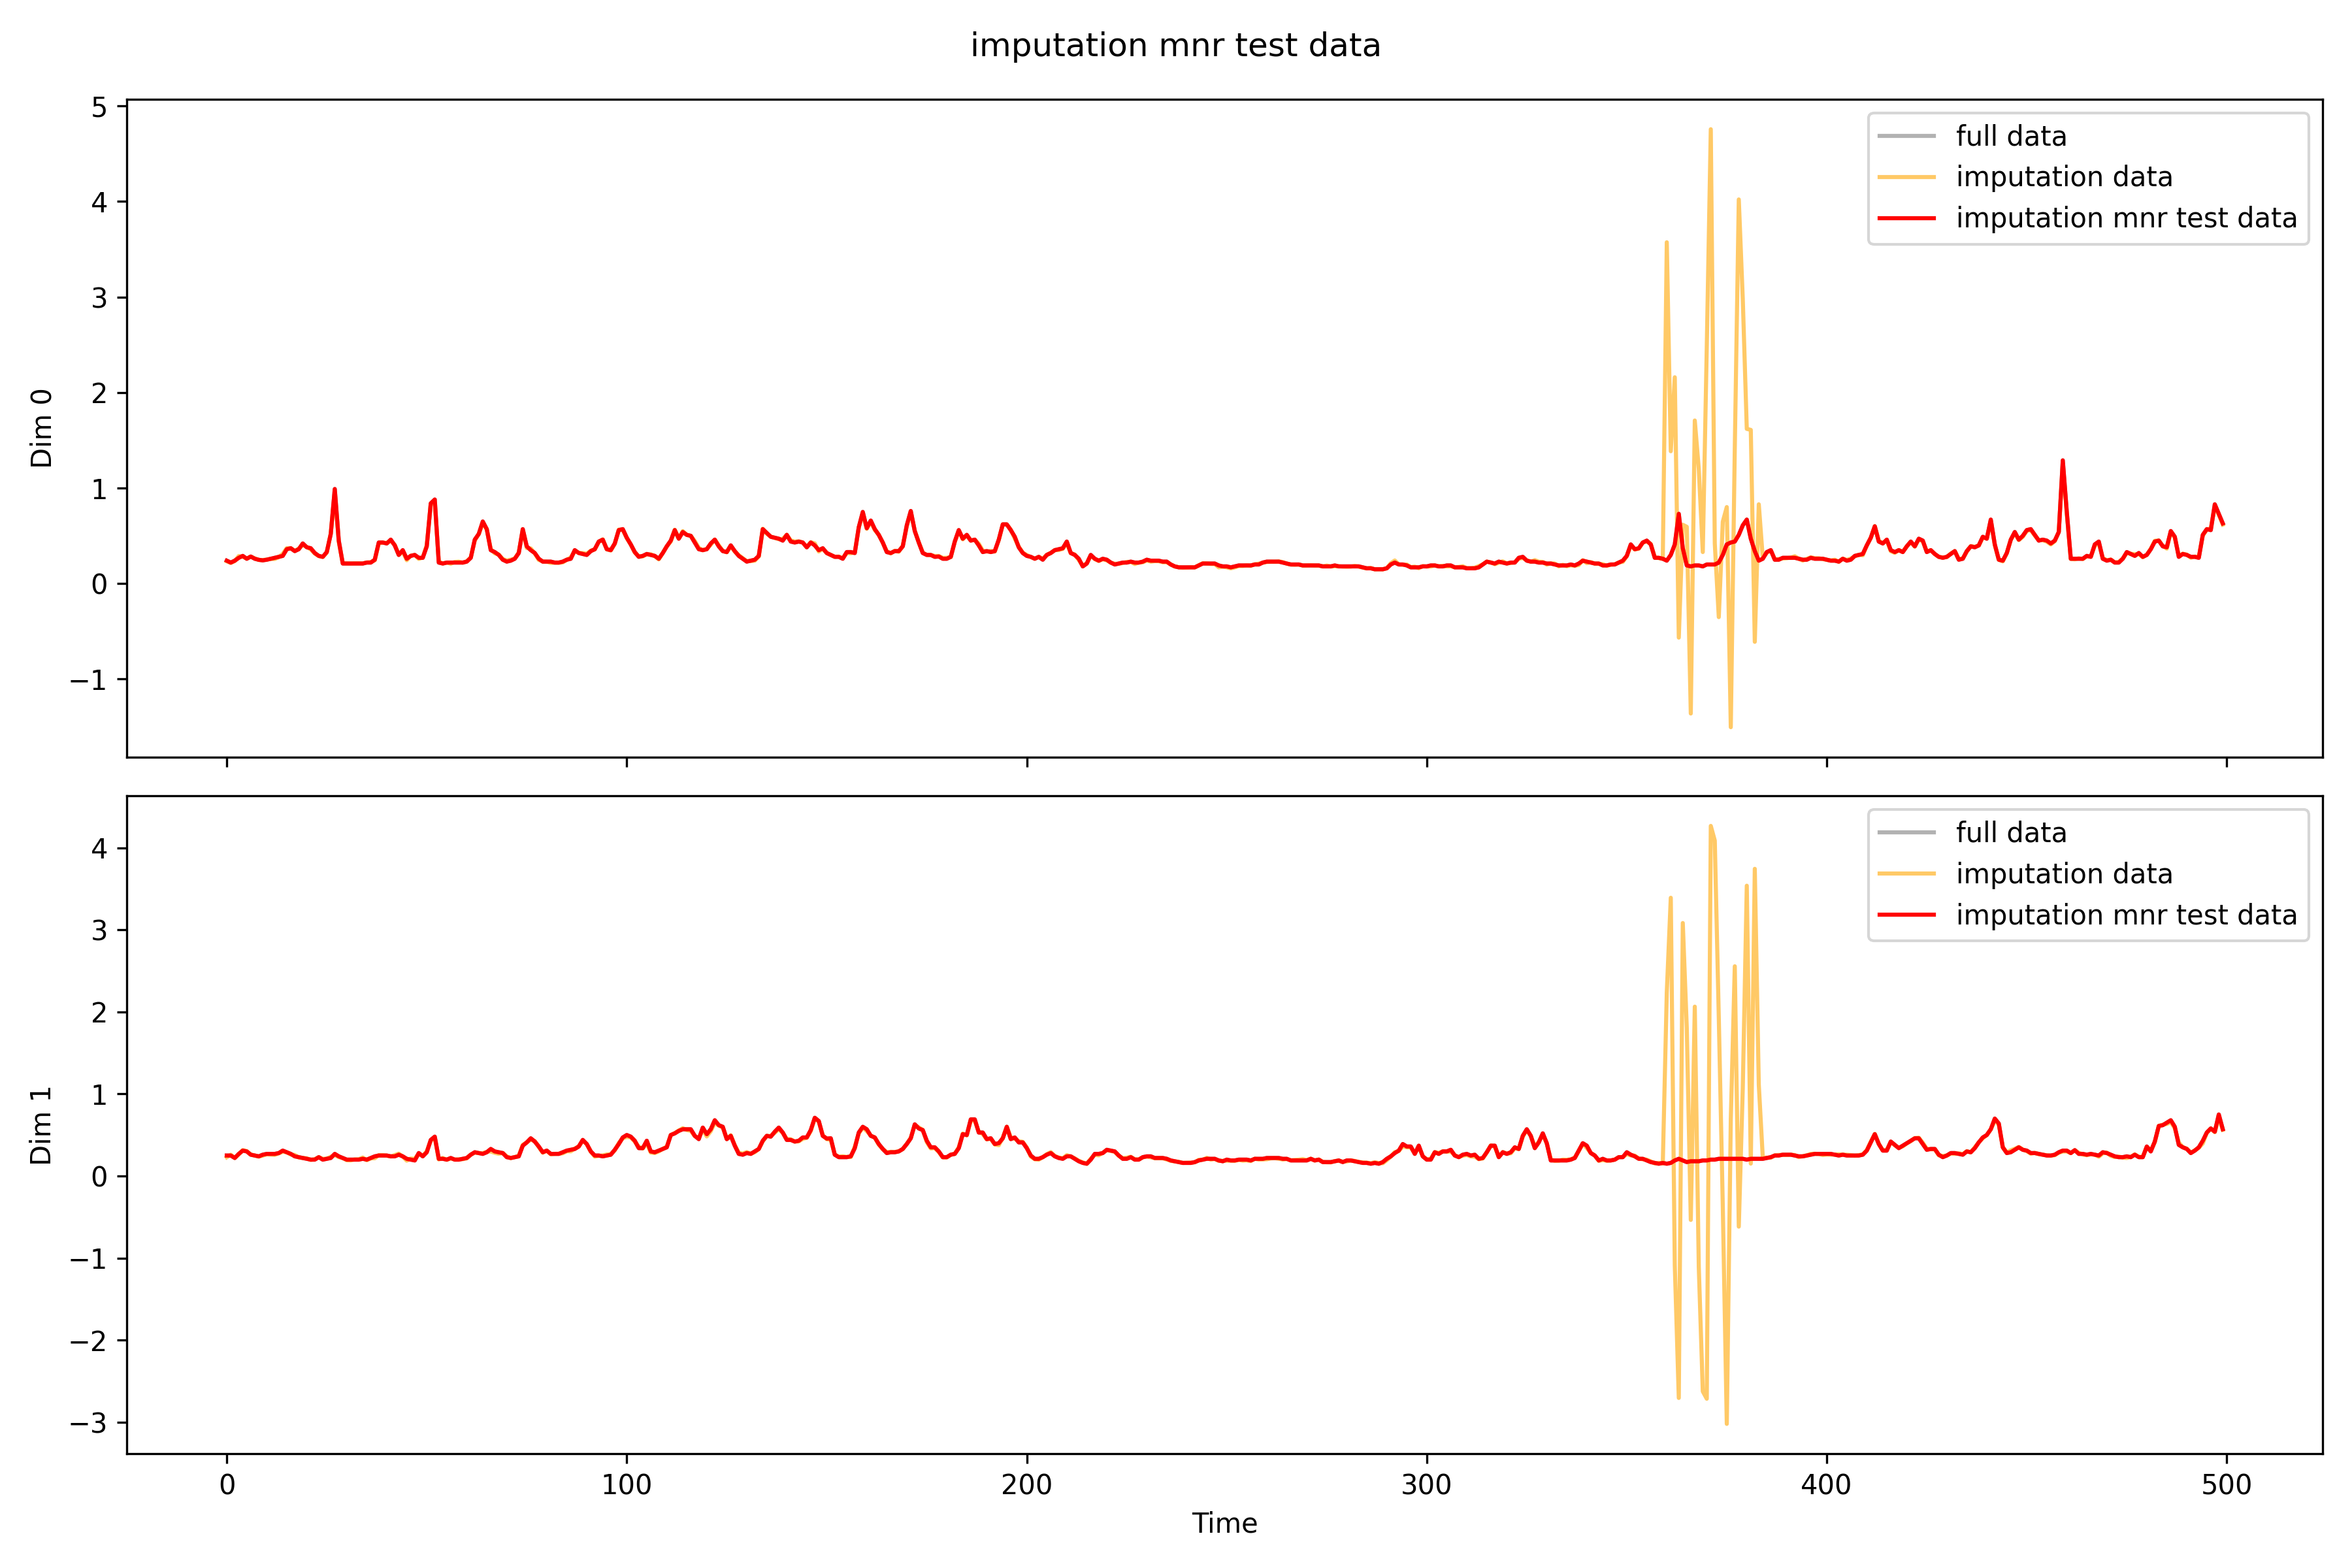 imputation mnr test data
5
4
3
2
1
0
−1
Dim 0
full data
imputation data
imputation mnr test data
4
3
2
1
0
−1
−2
−3
Dim 1
full data
imputation data
imputation mnr test data
0 100 200 300 400 500
Time